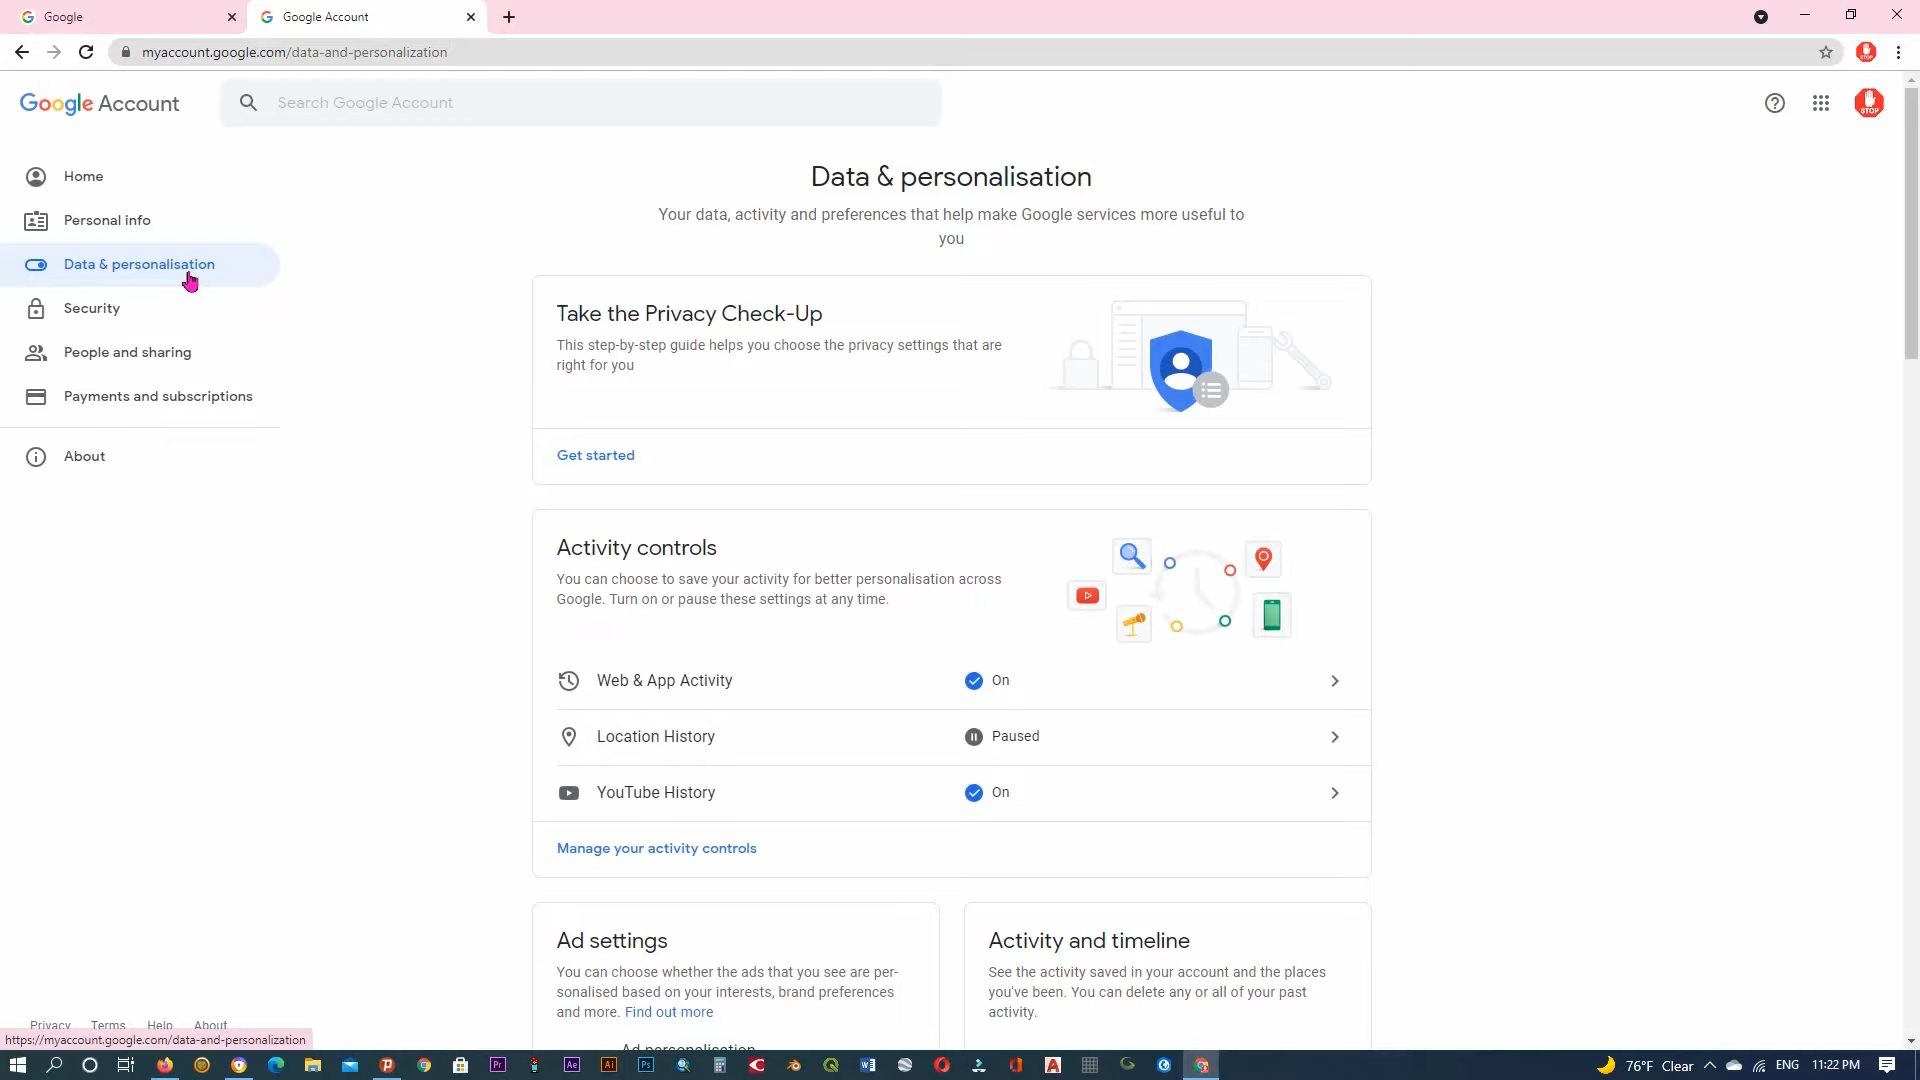 Google
Google Account
myaccount.google.com/data-and-personalization
Google Account
Search Google Account
STOP
Home
Personal info
Data & personalisation
Security
People and sharing
Payments and subscriptions
About
Data & personalisation
Your data, activity and preferences that help make Google services more useful to
you
Take the Privacy Check-Up
This step-by-step guide helps you choose the privacy settings that are
right for you
Get started
Activity controls
You can choose to save your activity for better personalisation across
Google. Turn on or pause these settings at any time.
Web & App Activity On
Location History Paused
YouTube History On
Manage your activity controls
Ad settings
You can choose whether the ads that you see are per-
sonalised based on your interests, brand preferences
and more. Find out more
Ad personalisation
Activity and timeline
See the activity saved in your account and the places
you've been. You can delete any or all of your past
activity.
Privacy Terms Help About
https://myaccount.google.com/data-and-personalization
Pr
Ae
Ai
Ps
76°F Clear
ENG
11:22 PM